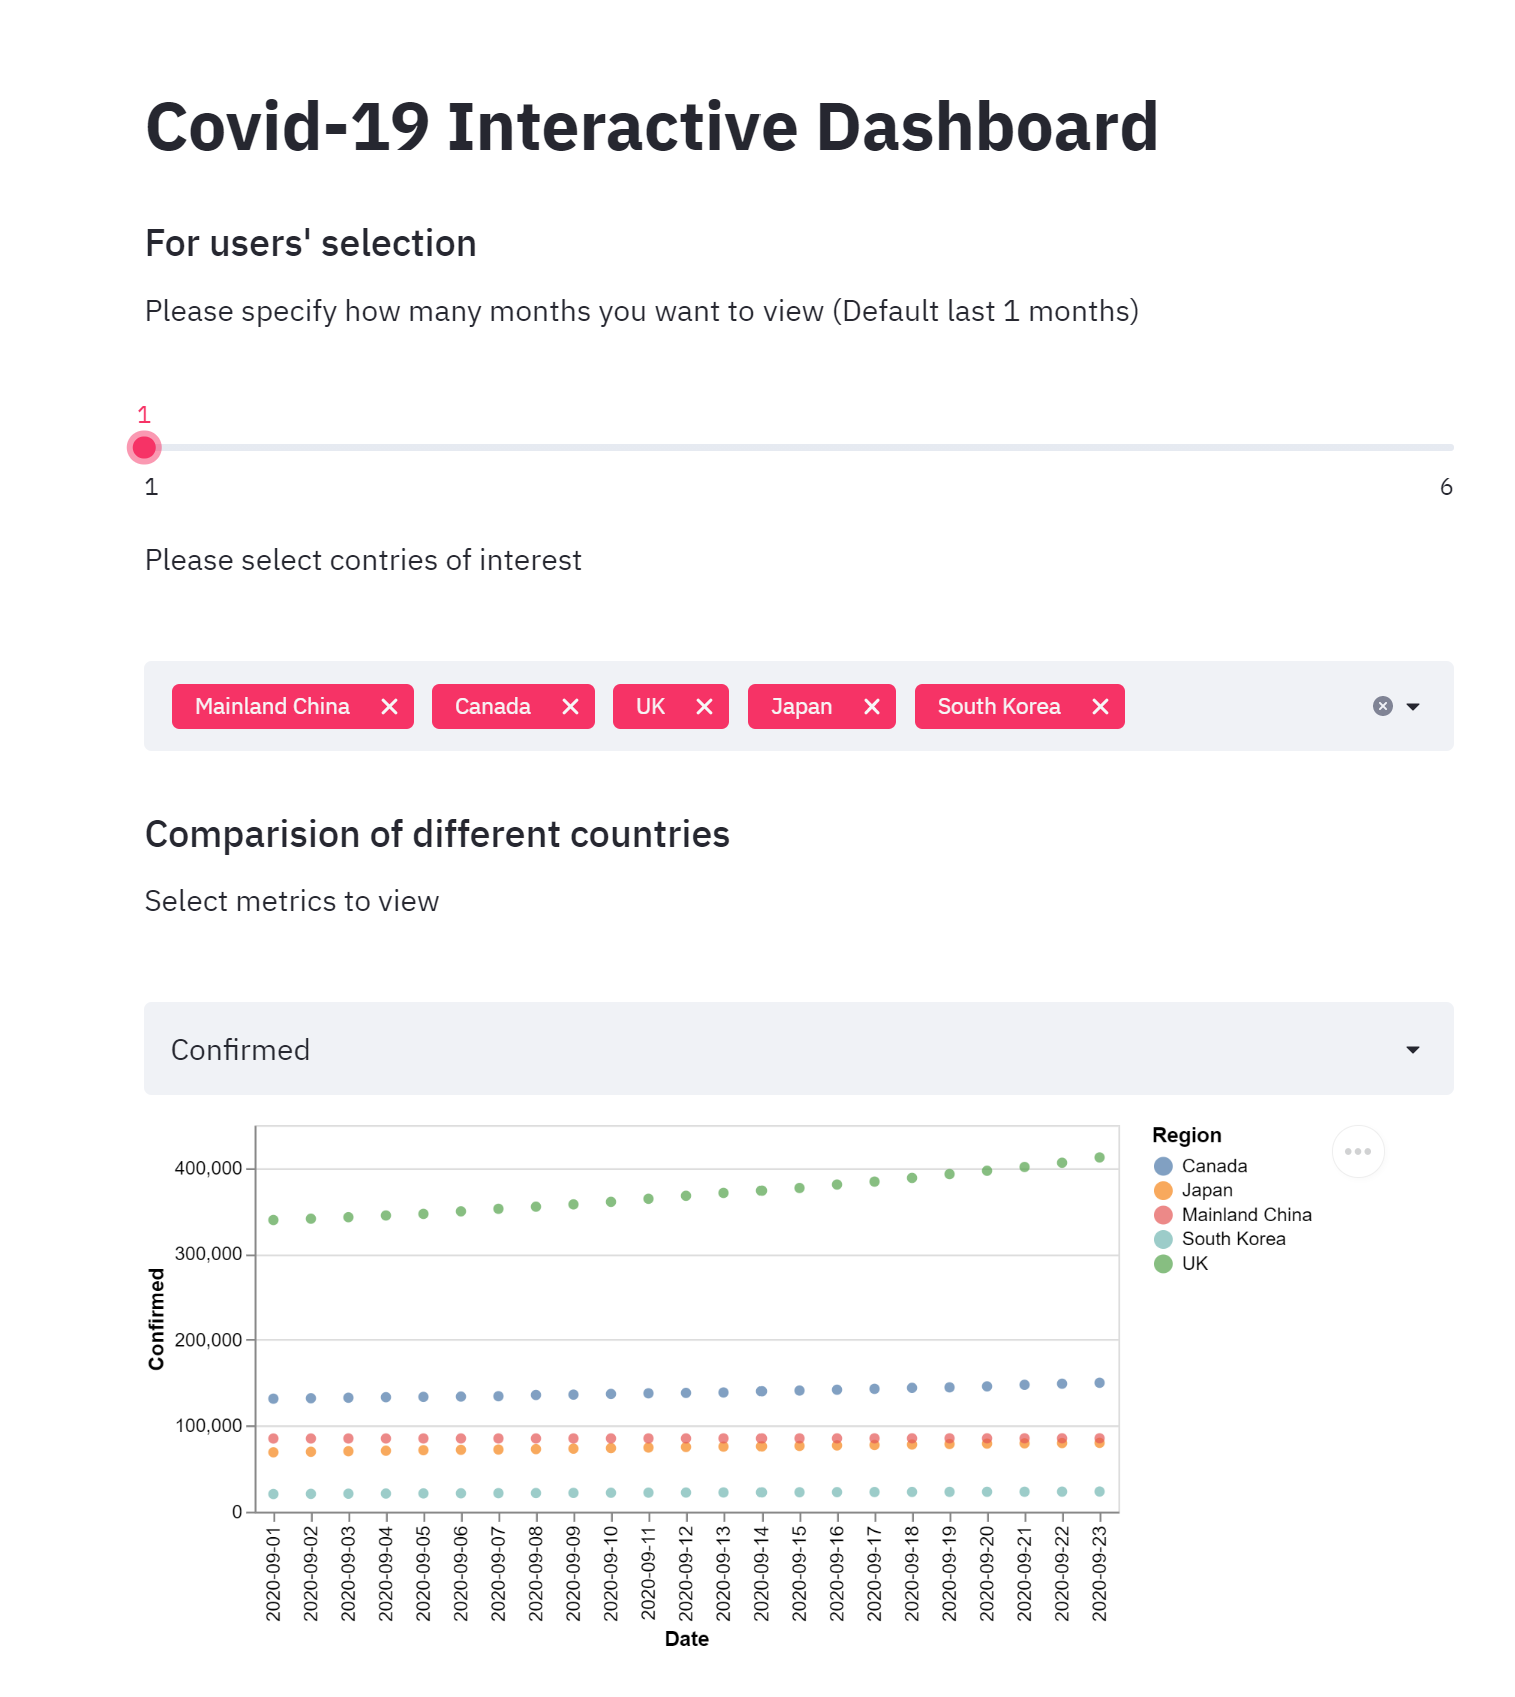 Covid-19 Interactive Dashboard
For users' selection
Please specify how many months you want to view (Default last 1 months)
1
1 6
Please select contries of interest
Mainland China Canada UK Japan South Korea
Comparision of different countries
Select metrics to view
Confirmed
Region
Canada
Japan
Mainland China
South Korea
UK
Confirmed
400,000
300,000
200,000
100,000
0
2020-09-01
2020-09-02
2020-09-03
2020-09-04
2020-09-05
2020-09-06
2020-09-07
2020-09-08
2020-09-09
2020-09-10
2020-09-11
2020-09-12
2020-09-13
2020-09-14
2020-09-15
2020-09-16
2020-09-17
2020-09-18
2020-09-19
2020-09-20
2020-09-21
2020-09-22
2020-09-23
Date